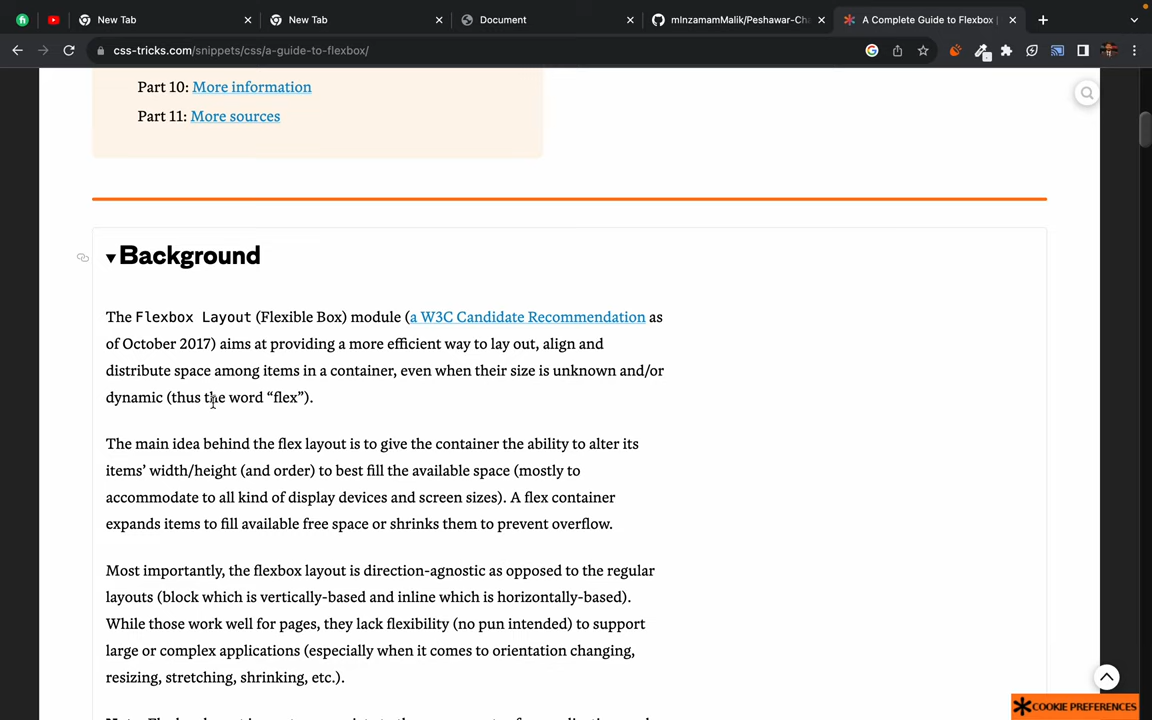 New Tab
New Tab
Document
mInzamamMalik/Peshawar-Cha
A Complete Guide to Flexbox |
css-tricks.com/snippets/css/a-guide-to-flexbox/
Part 10: More information
Part 11: More sources
Background
The Flexbox Layout (Flexible Box) module (a W3C Candidate Recommendation as
of October 2017) aims at providing a more efficient way to lay out, align and
distribute space among items in a container, even when their size is unknown and/or
dynamic (thus the word “flex”).
The main idea behind the flex layout is to give the container the ability to alter its
items’ width/height (and order) to best fill the available space (mostly to
accommodate to all kind of display devices and screen sizes). A flex container
expands items to fill available free space or shrinks them to prevent overflow.
Most importantly, the flexbox layout is direction-agnostic as opposed to the regular
layouts (block which is vertically-based and inline which is horizontally-based).
While those work well for pages, they lack flexibility (no pun intended) to support
large or complex applications (especially when it comes to orientation changing,
resizing, stretching, shrinking, etc.).
COOKIE PREFERENCES